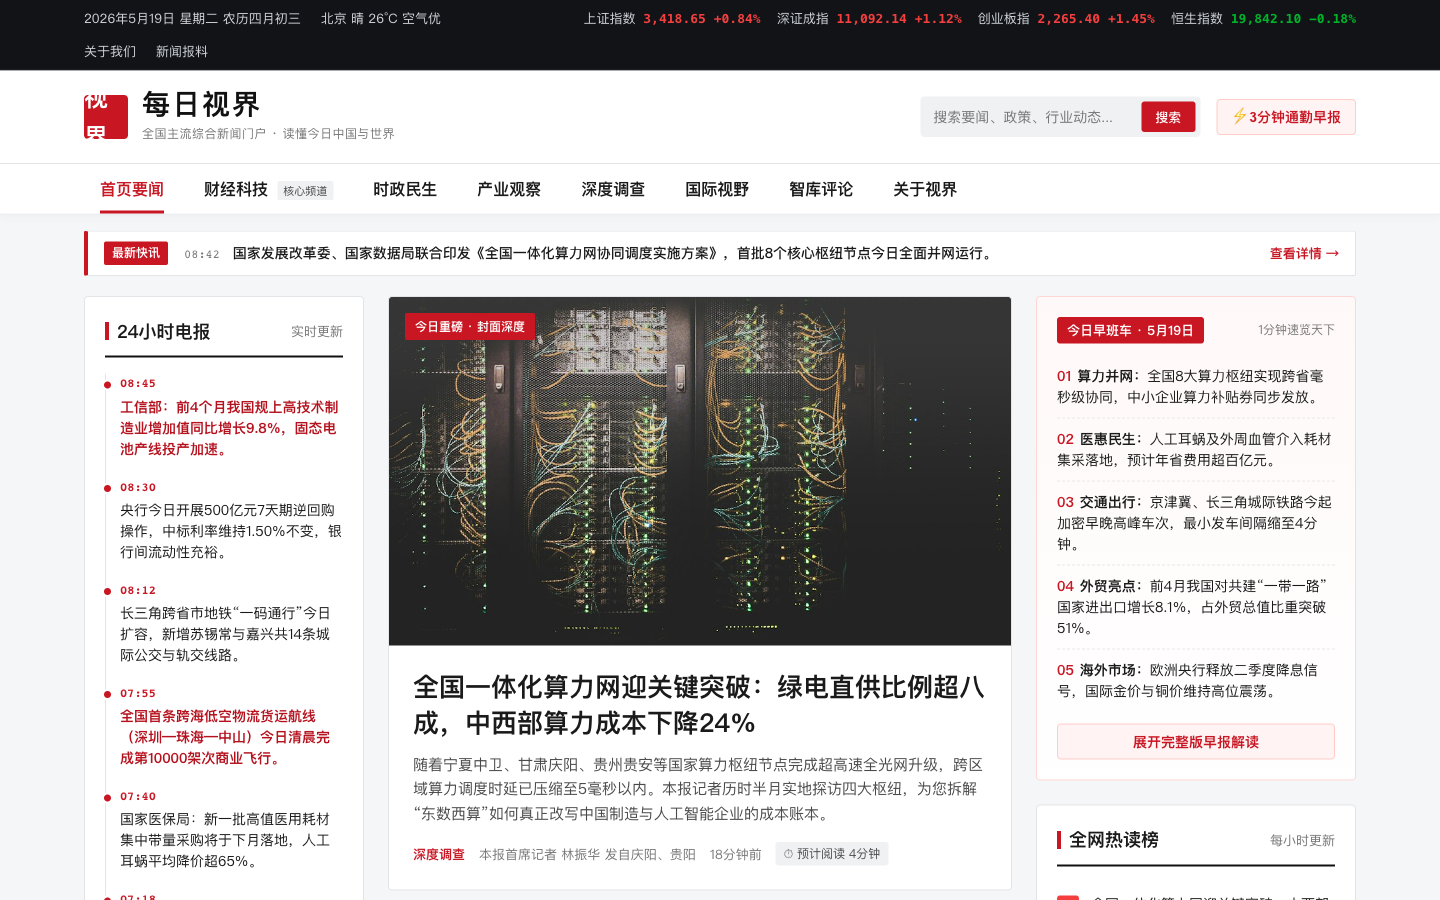 2026年5月19日 星期二 农历四月初三 北京 晴 26°C 空气优
上证指数 3,418.65 +0.84% 深证成指 11,092.14 +1.12% 创业板指 2,265.40 +1.45% 恒生指数 19,842.10 −0.18%
关于我们 新闻报料
视界
每日视界
全国主流综合新闻门户 · 读懂今日中国与世界
搜索要闻、政策、行业动态... 搜索
⚡3分钟通勤早报
首页要闻 财经科技 核心频道 时政民生 产业观察 深度调查 国际视野 智库评论 关于视界
最新快讯 08:42 国家发展改革委、国家数据局联合印发《全国一体化算力网协同调度实施方案》，首批8个核心枢纽节点今日全面并网运行。 查看详情 →
24小时电报 实时更新
08:45
工信部：前4个月我国规上高技术制
造业增加值同比增长9.8%，固态电
池产线投产加速。
08:30
央行今日开展500亿元7天期逆回购
操作，中标利率维持1.50%不变，银
行间流动性充裕。
08:12
长三角跨省市地铁“一码通行”今日
扩容，新增苏锡常与嘉兴共14条城
际公交与轨交线路。
07:55
全国首条跨海低空物流货运航线
（深圳—珠海—中山）今日清晨完
成第10000架次商业飞行。
07:40
国家医保局：新一批高值医用耗材
集中带量采购将于下月落地，人工
耳蜗平均降价超65%。
07:18
今日重磅 · 封面深度
全国一体化算力网迎关键突破：绿电直供比例超八
成，中西部算力成本下降24%
随着宁夏中卫、甘肃庆阳、贵州贵安等国家算力枢纽节点完成超高速全光网升级，跨区
域算力调度时延已压缩至5毫秒以内。本报记者历时半月实地探访四大枢纽，为您拆解
“东数西算”如何真正改写中国制造与人工智能企业的成本账本。
深度调查 本报首席记者 林振华 发自庆阳、贵阳 18分钟前 ⏱ 预计阅读 4分钟
今日早班车 · 5月19日 1分钟速览天下
01 算力并网：全国8大算力枢纽实现跨省毫
秒级协同，中小企业算力补贴券同步发放。
02 医惠民生：人工耳蜗及外周血管介入耗材
集采落地，预计年省费用超百亿元。
03 交通出行：京津冀、长三角城际铁路今起
加密早晚高峰车次，最小发车间隔缩至4分
钟。
04 外贸亮点：前4月我国对共建“一带一路”
国家进出口增长8.1%，占外贸总值比重突破
51%。
05 海外市场：欧洲央行释放二季度降息信
号，国际金价与铜价维持高位震荡。
展开完整版早报解读
全网热读榜 每小时更新